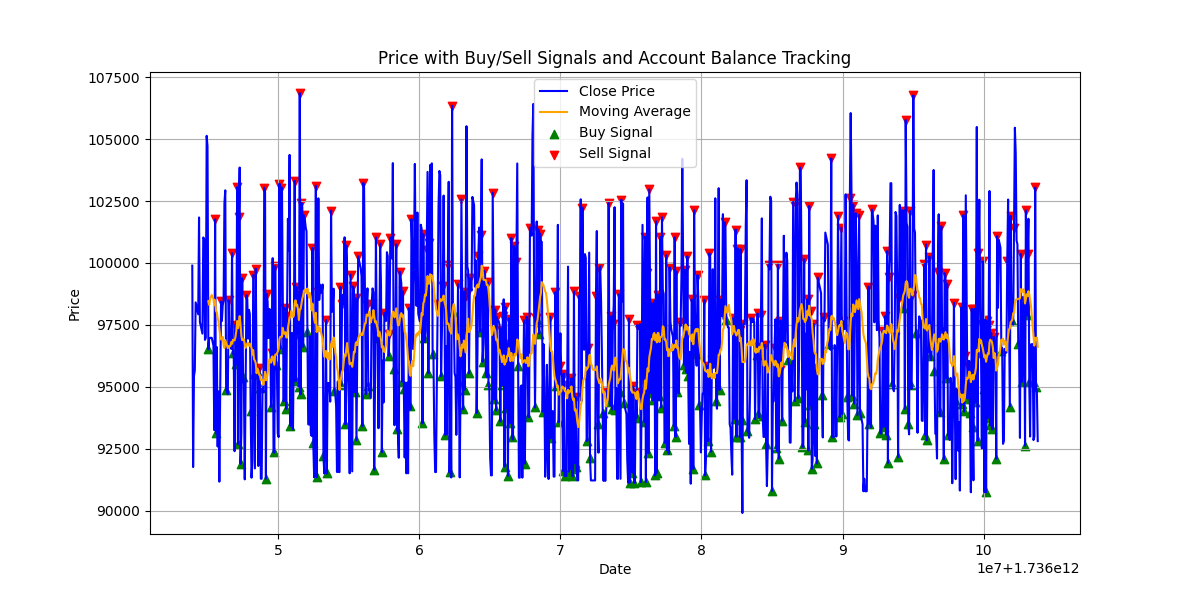 Price with Buy/Sell Signals and Account Balance Tracking
Close Price
Moving Average
Buy Signal
Sell Signal
107500
105000
102500
100000
97500
95000
92500
90000
Price
5 6 7 8 9 10
Date
1e7+1.736e12